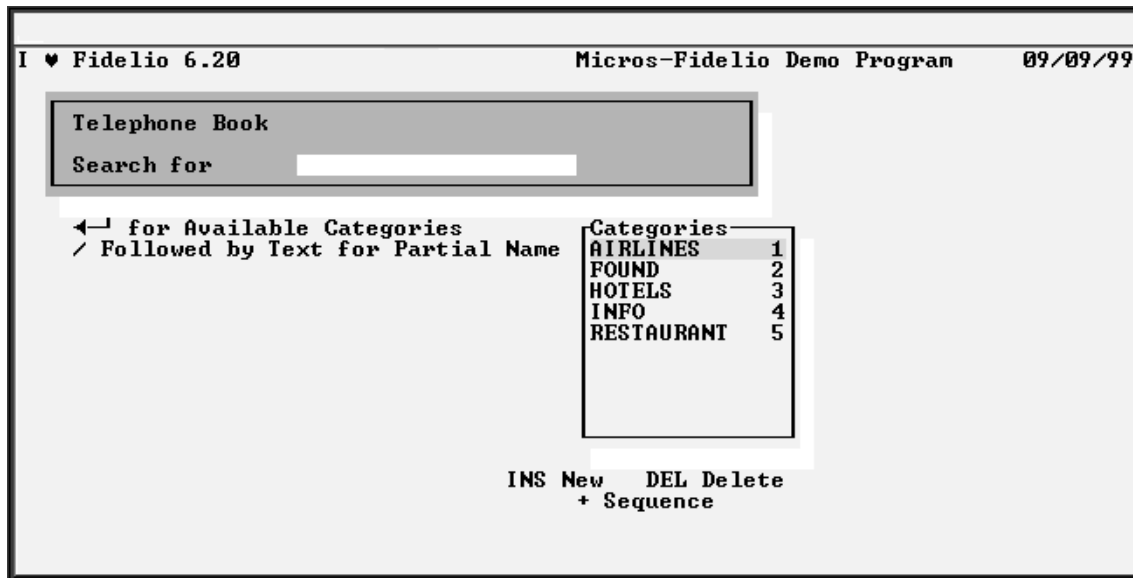 I ♥ Fidelio 6.20 Micros-Fidelio Demo Program 09/09/99
Telephone Book
Search for
◄─┘ for Available Categories
/ Followed by Text for Partial Name
Categories
AIRLINES 1
FOUND 2
HOTELS 3
INFO 4
RESTAURANT 5
INS New DEL Delete
+ Sequence